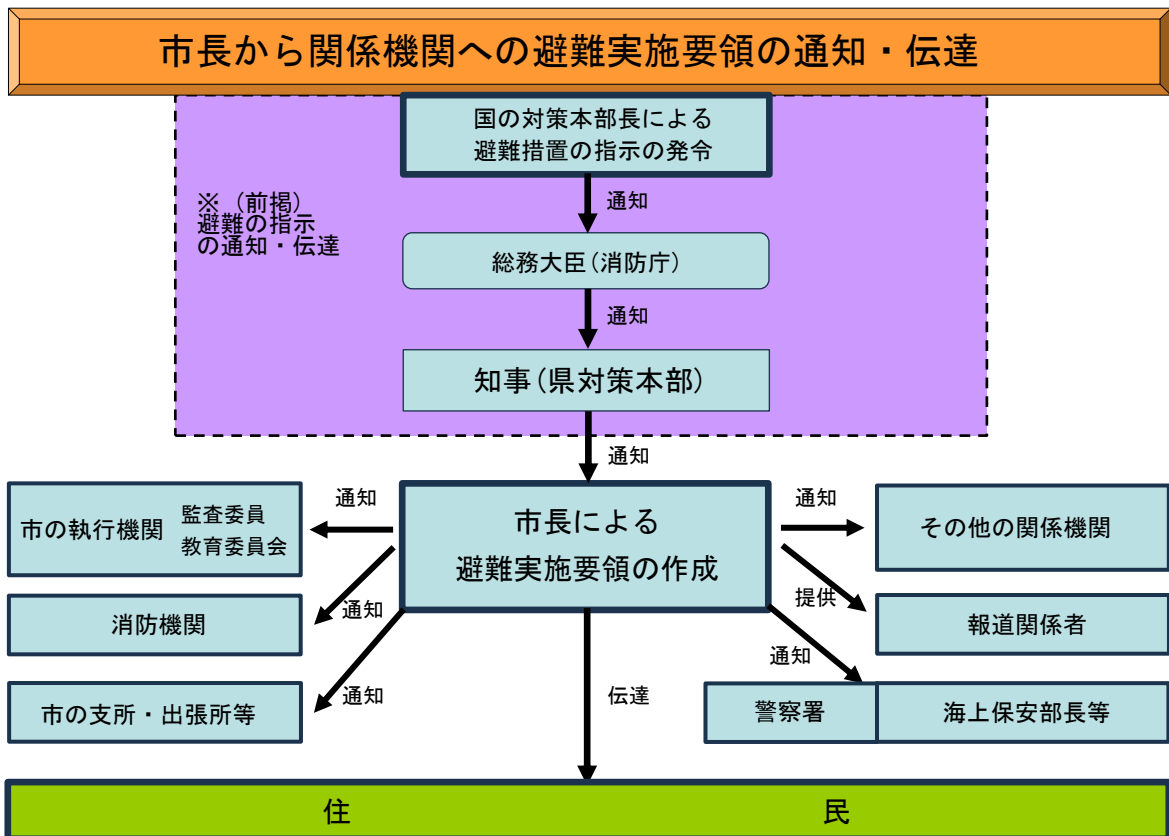 市長から関係機関への避難実施要領の通知・伝達
国の対策本部長による
避難措置の指示の発令
※（前掲）
避難の指示
の通知・伝達
通知
総務大臣（消防庁）
通知
知事（県対策本部）
通知
市の執行機関
監査委員
教育委員会
通知
市長による
避難実施要領の作成
通知
その他の関係機関
消防機関
通知
提供
報道関係者
市の支所・出張所等
通知
伝達
通知
警察署
海上保安部長等
住民